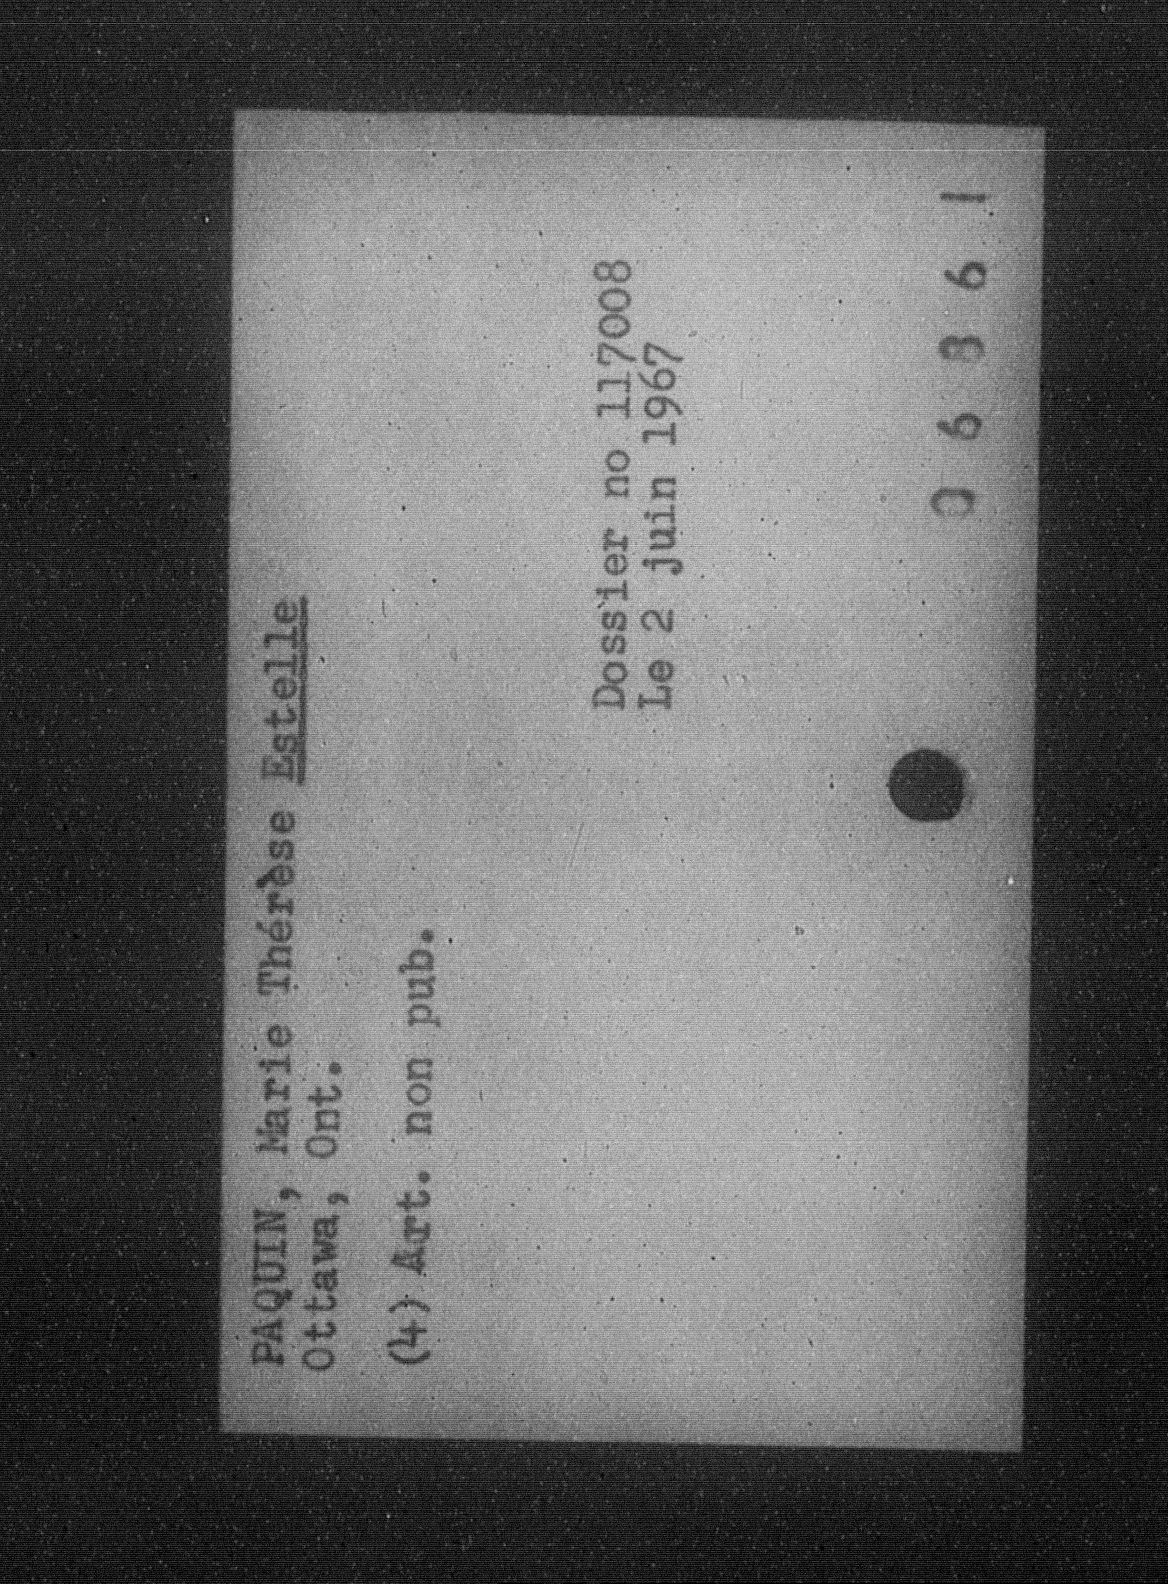 PAQUIN, Marie Thérèse Estelle
Ottawa, Ont.
(4) Art. non pub.
Dossier no 117008
Le 2 juin 1967
0 6 8 6 1